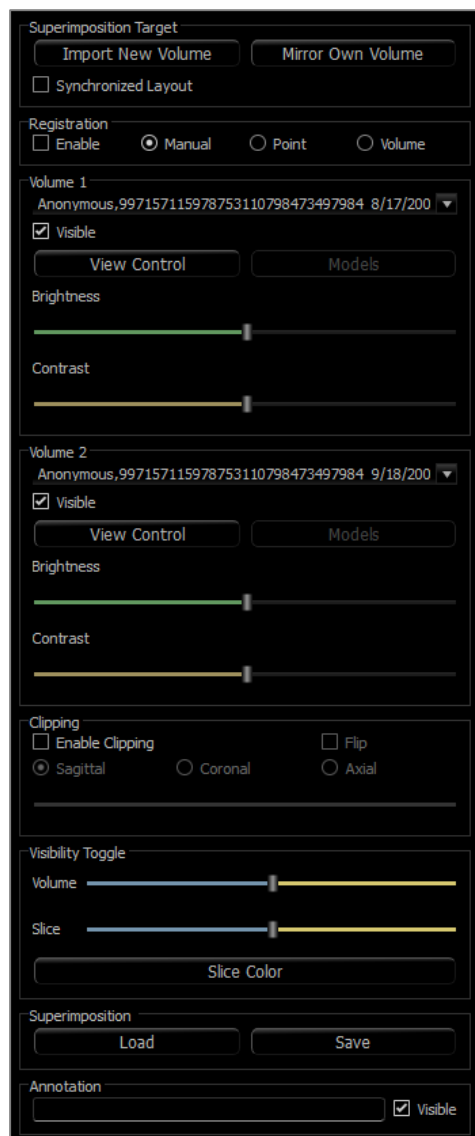 Superimposition Target
Import New Volume Mirror Own Volume
Synchronized Layout
Registration
Enable Manual Point Volume
Volume 1
Anonymous,99715711597875311079847349​7984 8/17/200
Visible
View Control Models
Brightness
Contrast
Volume 2
Anonymous,997157115978753110798473497984 9/18/200
Visible
View Control Models
Brightness
Contrast
Clipping
Enable Clipping Flip
Sagittal Coronal Axial
Visibility Toggle
Volume
Slice
Slice Color
Superimposition
Load Save
Annotation
Visible